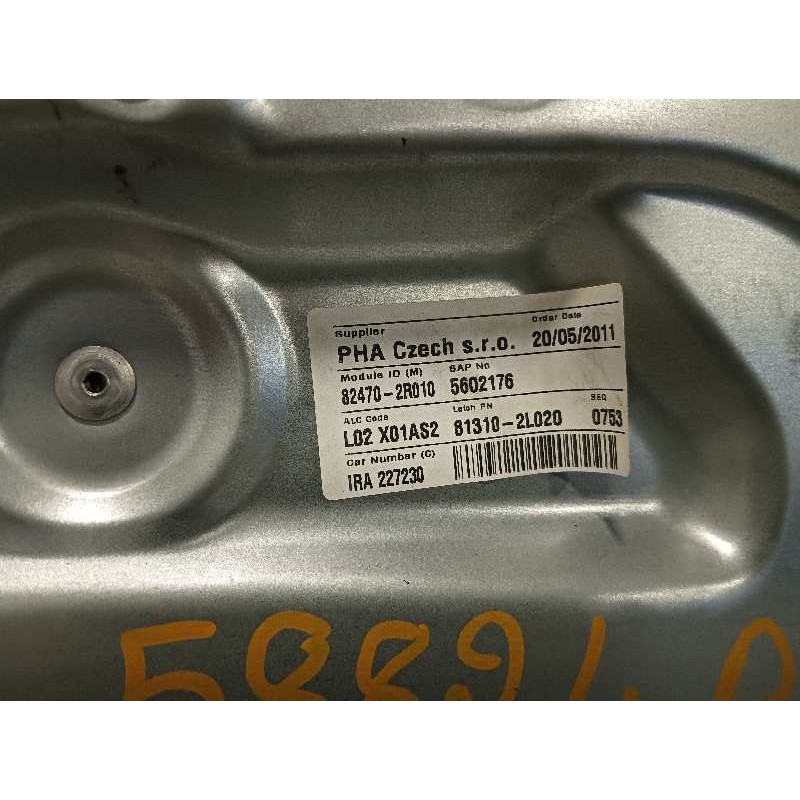 Supplier Order Date
PHA Czech s.r.o. 20/05/2011
Module ID (M) SAP No
82470-2R010 5602176
ALC Code Latch PN SEQ
L02 X01AS2 81310-2L020 0753
Car Number (C)
IRA 227230